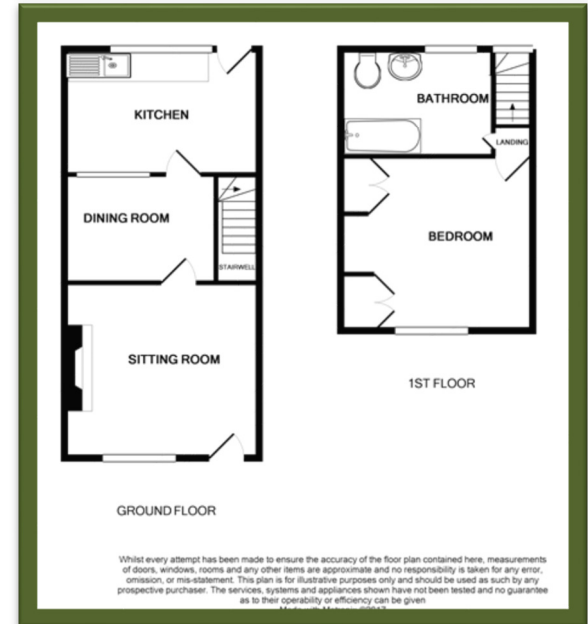 KITCHEN
DINING ROOM
STAIRWELL
SITTING ROOM
GROUND FLOOR
BATHROOM
LANDING
BEDROOM
1ST FLOOR
Whilst every attempt has been made to ensure the accuracy of the floor plan contained here, measurements
of doors, windows, rooms and any other items are approximate and no responsibility is taken for any error,
omission, or mis-statement. This plan is for illustrative purposes only and should be used as such by any
prospective purchaser. The services, systems and appliances shown have not been tested and no guarantee
as to their operability or efficiency can be given
Made with Metropix ©2017